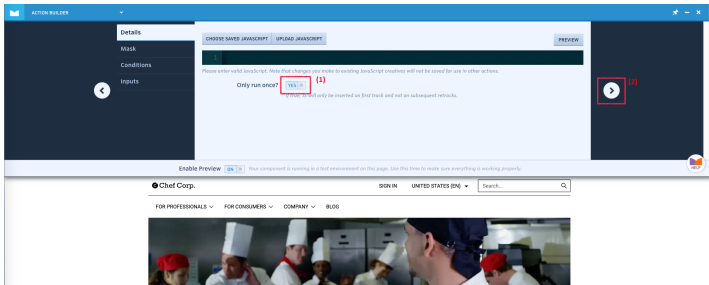 ACTION BUILDER
Details
Mask
Conditions
Inputs
CHOOSE SAVED JAVASCRIPT UPLOAD JAVASCRIPT
PREVIEW
1
Please enter valid JavaScript. Note that changes you make to existing JavaScript creatives will not be saved for use in other actions.
Only run once? YES
(1)
If true, JS will only be inserted on first track and not on subsequent retracks.
(2)
Enable Preview ON Your component is running in a hot environment on this page. Use this time to make sure everything is working properly.
HELP
Chef Corp.
SIGN IN UNITED STATES (EN) Search...
FOR PROFESSIONALS FOR CONSUMERS COMPANY BLOG